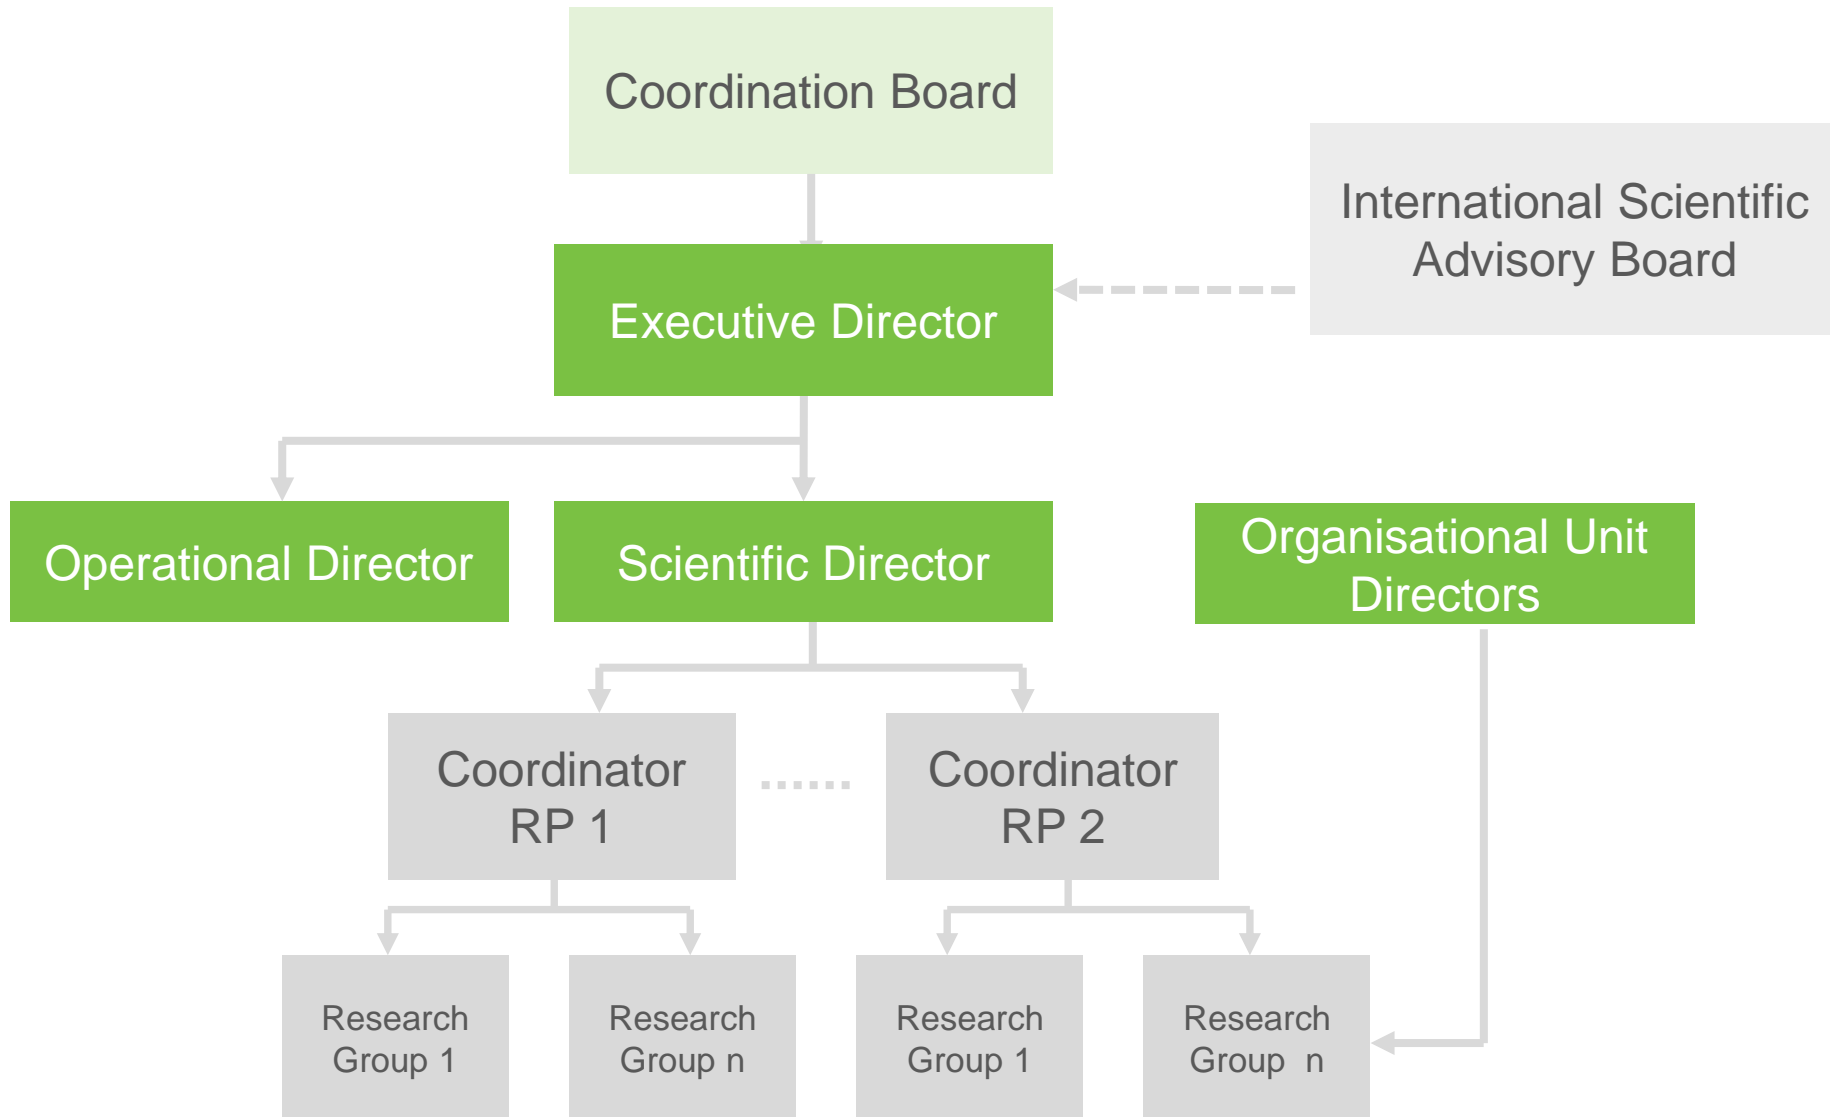 Coordination Board
International Scientific
Advisory Board
Executive Director
Operational Director
Scientific Director
Organisational Unit
Directors
Coordinator
RP 1
Coordinator
RP 2
Research
Group 1
Research
Group n
Research
Group 1
Research
Group  n